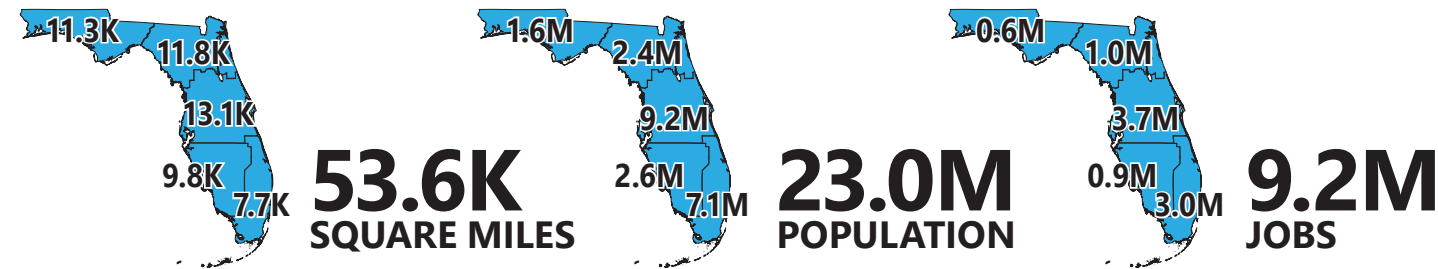 11.3K
11.8K
13.1K
9.8K
7.7K
53.6K
SQUARE MILES
1.6M
2.4M
9.2M
2.6M
7.1M
23.0M
POPULATION
0.6M
1.0M
3.7M
0.9M
3.0M
9.2M
JOBS